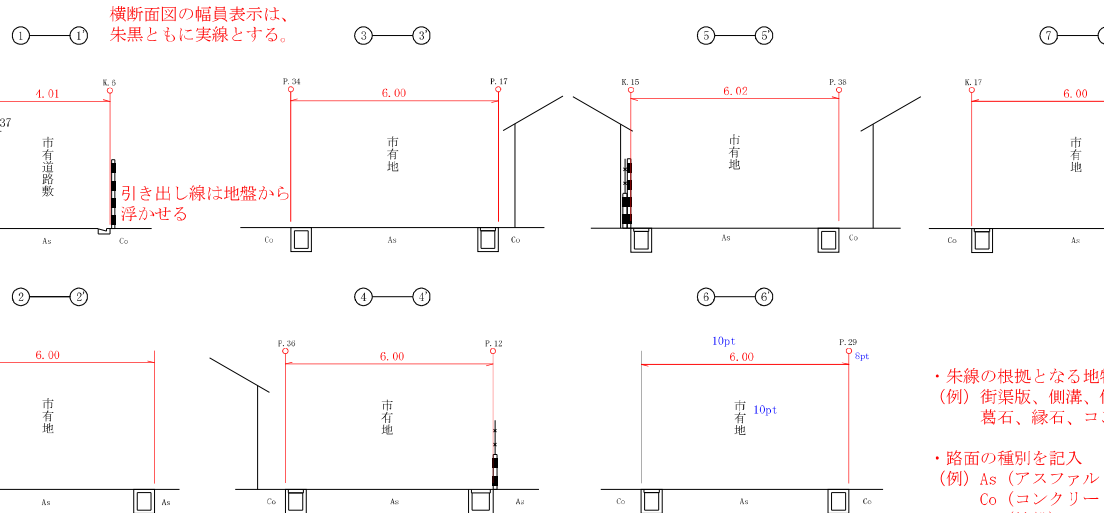 横断面図の幅員表示は、
朱黒ともに実線とする。
1 1'
3 3'
5 5'
7
K.6
P.34
P.17
K.15
P.38
K.17
4.01
6.00
6.02
6.00
37
市有道路敷
市有地
市有地
市有地
引き出し線は地盤から
浮かせる
As
Co
Co
As
Co
As
Co
Co
As
2 2'
4 4'
6 6'
P.36
P.12
10pt
P.29
6.00
6.00
6.00
8pt
市有地
市有地
市有地
10pt
As
As
Co
As
As
Co
As
Co
・朱線の根拠となる地
(例) 街渠版、側溝、
葛石、縁石、コ
・路面の種別を記入
(例) As (アスファル
Co (コンクリー